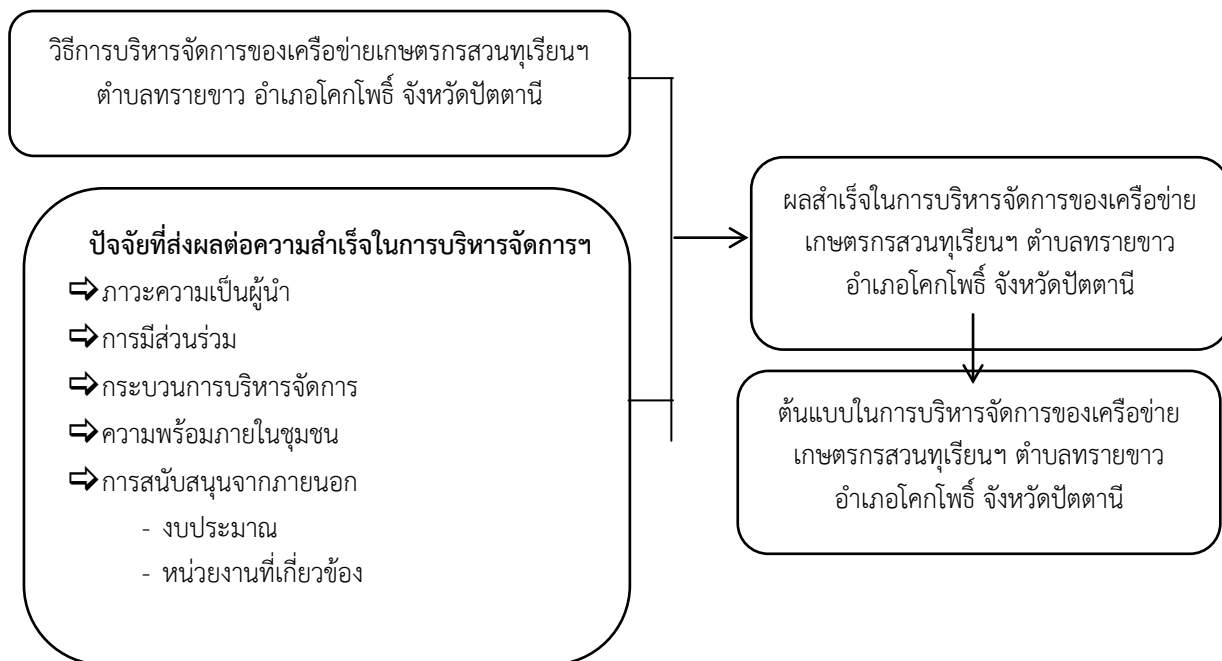 วิธีการบริหารจัดการของเครือข่ายเกษตรกรสวนทุเรียนฯ
ตำบลทรายขาว อำเภอโคกโพธิ์ จังหวัดปัตตานี
ปัจจัยที่ส่งผลต่อความสำเร็จในการบริหารจัดการฯ
ภาวะความเป็นผู้นำ
การมีส่วนร่วม
กระบวนการบริหารจัดการ
ความพร้อมภายในชุมชน
การสนับสนุนจากภายนอก
- งบประมาณ
- หน่วยงานที่เกี่ยวข้อง
ผลสำเร็จในการบริหารจัดการของเครือข่าย
เกษตรกรสวนทุเรียนฯ ตำบลทรายขาว
อำเภอโคกโพธิ์ จังหวัดปัตตานี
ต้นแบบในการบริหารจัดการของเครือข่าย
เกษตรกรสวนทุเรียนฯ ตำบลทรายขาว
อำเภอโคกโพธิ์ จังหวัดปัตตานี